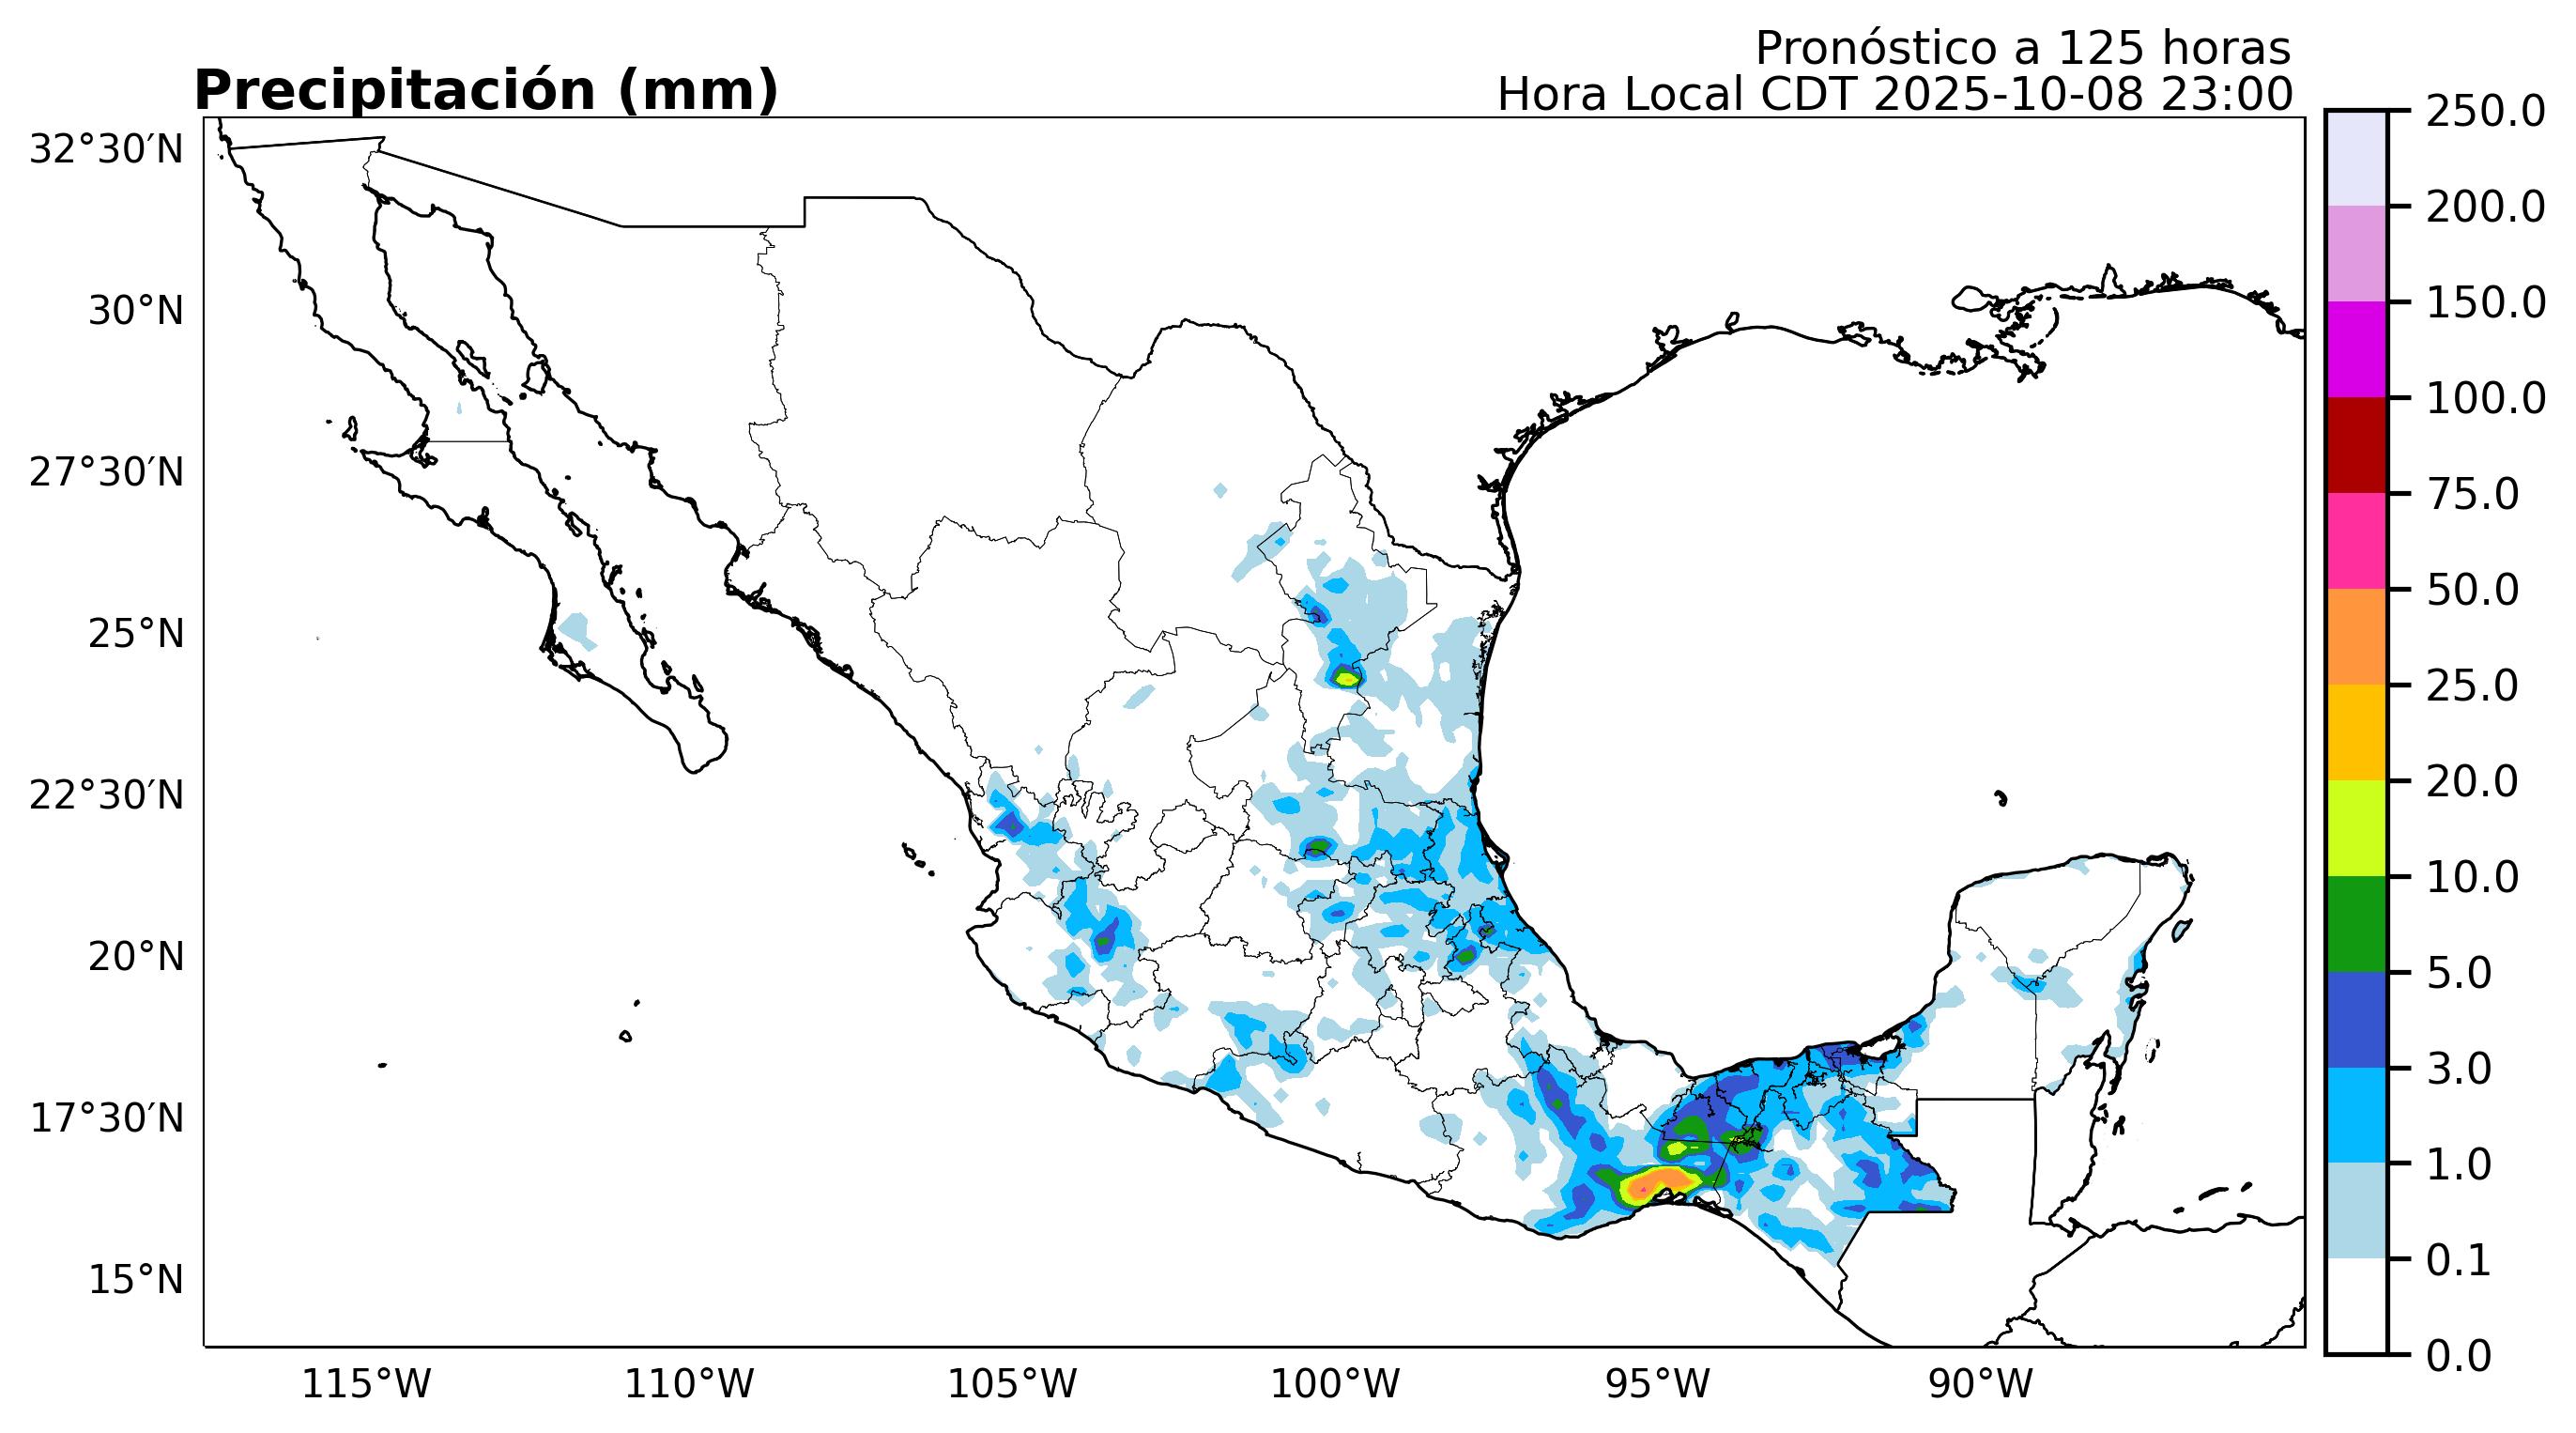 Pronóstico a 125 horas
Precipitación (mm)
Hora Local CDT 2025-10-08 23:00
32°30′N
30°N
27°30′N
25°N
22°30′N
20°N
17°30′N
15°N
115°W
110°W
105°W
100°W
95°W
90°W
250.0
200.0
150.0
100.0
75.0
50.0
25.0
20.0
10.0
5.0
3.0
1.0
0.1
0.0